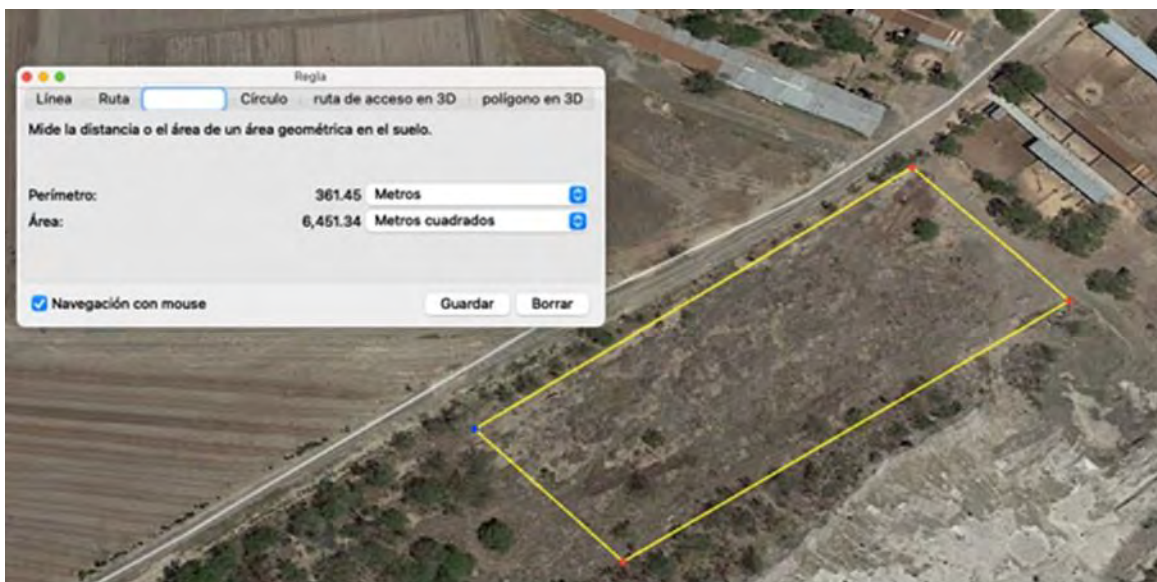 Regla
Línea Ruta Círculo ruta de acceso en 3D polígono en 3D
Mide la distancia o el área de un área geométrica en el suelo.
Perímetro: 361.45 Metros
Área: 6,451.34 Metros cuadrados
Navegación con mouse Guardar Borrar